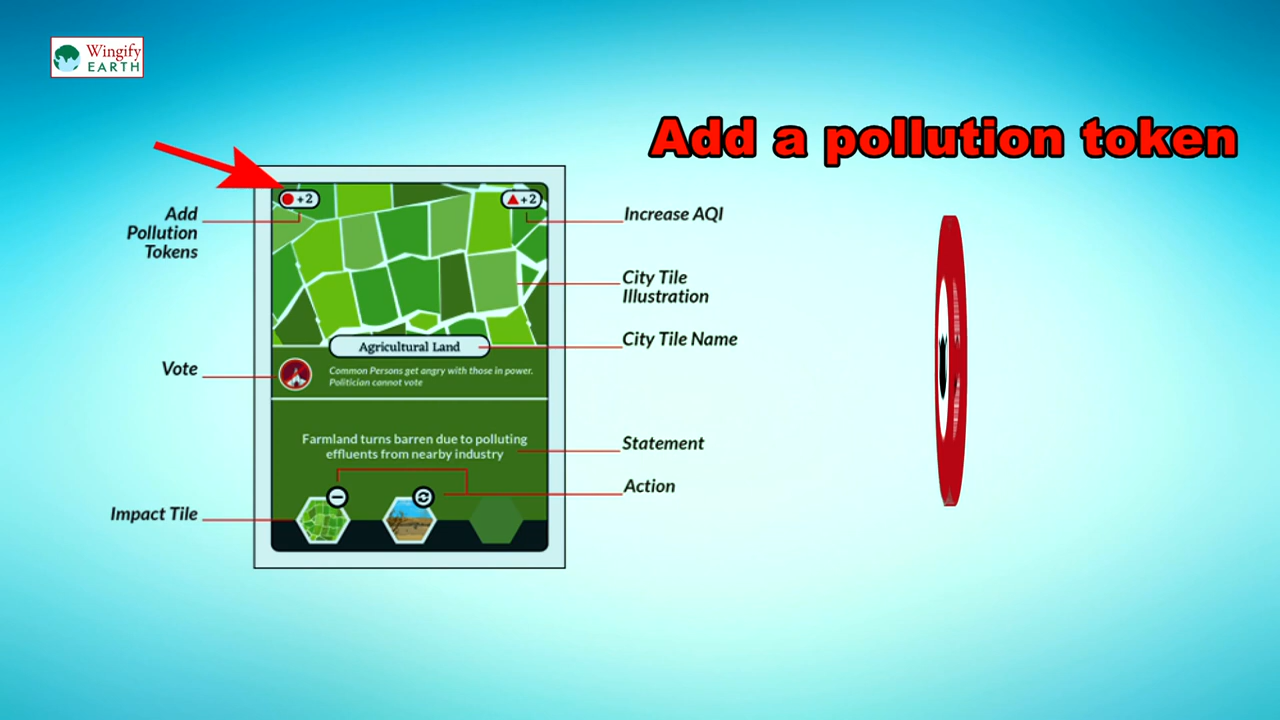 Wingify
EARTH
Add a pollution token
+2
+2
Add
Pollution
Tokens
Increase AQI
City Tile
Illustration
City Tile Name
Agricultural Land
Vote
Common Persons get angry with those in power.
Politician cannot vote
Farmland turns barren due to polluting
effluents from nearby industry
Statement
Action
Impact Tile